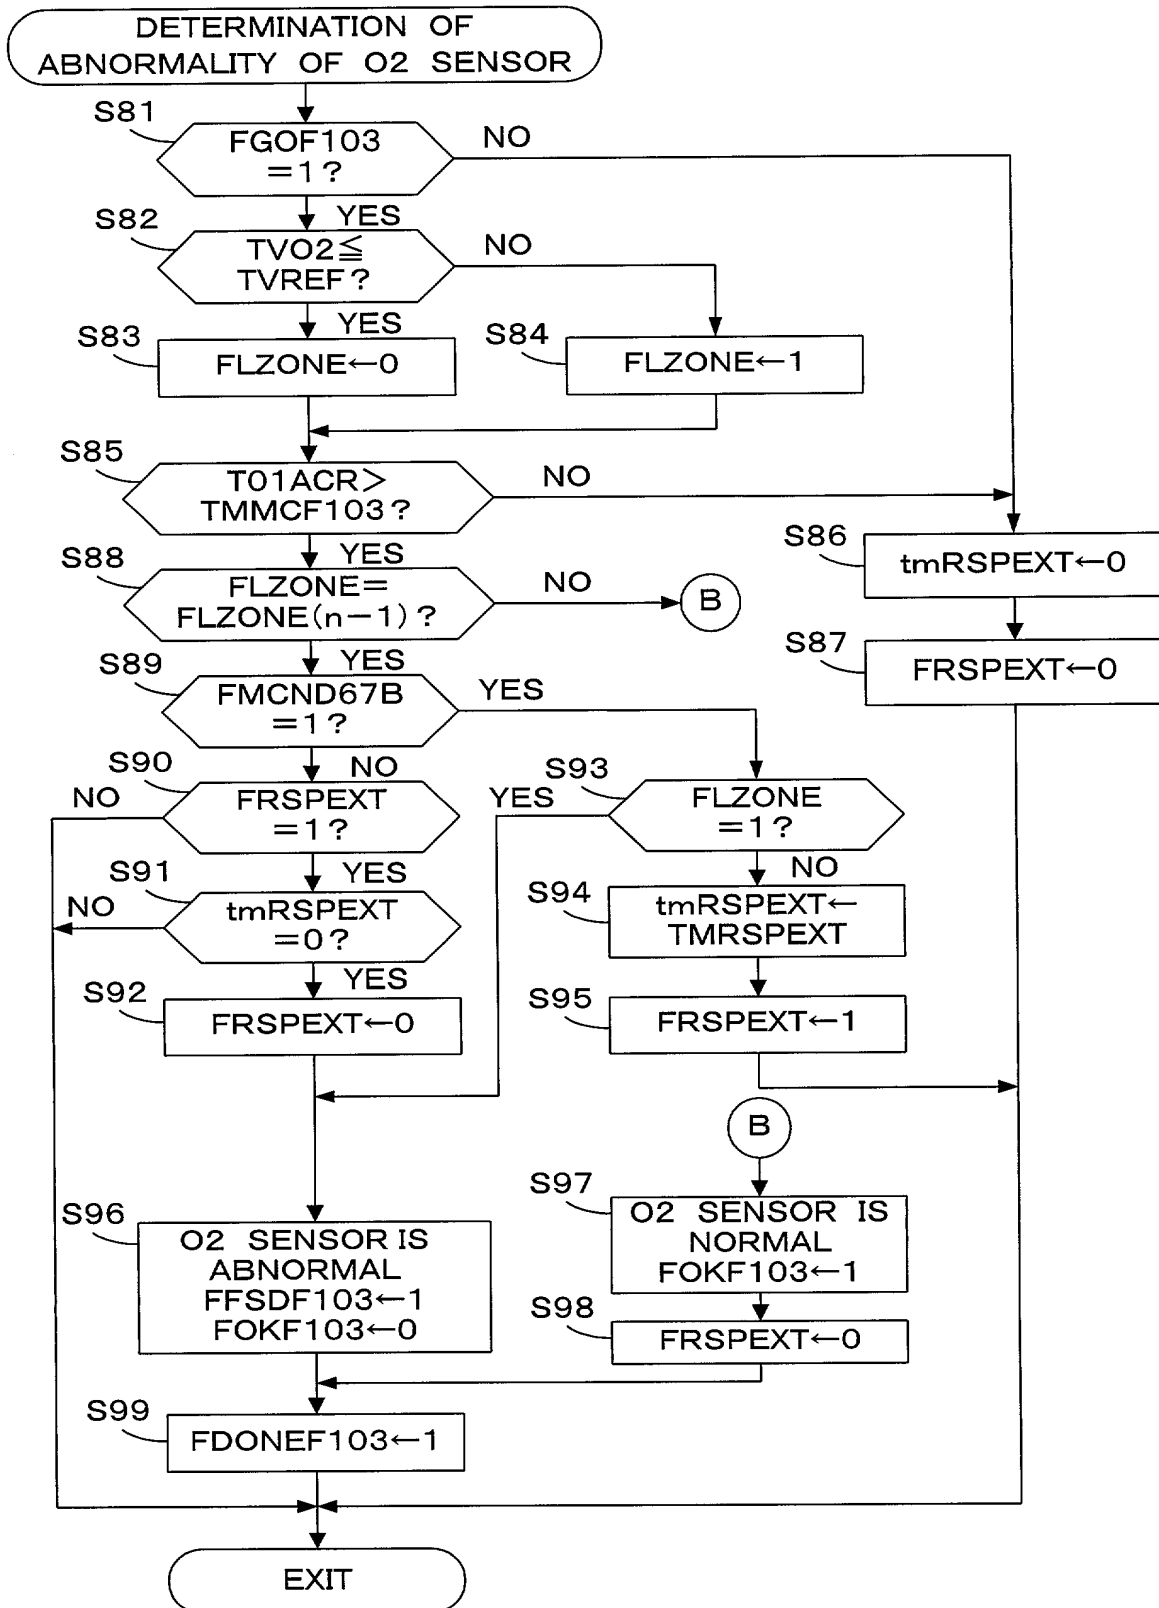 DETERMINATION OF
ABNORMALITY OF O2 SENSOR
S81
FGOF103
=1?
NO
YES
S82
TVO2≦
TVREF?
NO
YES
S83
FLZONE←0
S84
FLZONE←1
S85
T01ACR>
TMMCF103?
NO
YES
S86
tmRSPEXT←0
S87
FRSPEXT←0
S88
FLZONE=
FLZONE(n−1)?
NO
B
YES
S89
FMCND67B
=1?
YES
NO
S90
FRSPEXT
=1?
NO
YES
S91
tmRSPEXT
=0?
NO
YES
S92
FRSPEXT←0
S93
FLZONE
=1?
YES
NO
S94
tmRSPEXT←
TMRSPEXT
S95
FRSPEXT←1
B
S96
O2 SENSOR IS
ABNORMAL
FFSDF103←1
FOKF103←0
S97
O2 SENSOR IS
NORMAL
FOKF103←1
S98
FRSPEXT←0
S99
FDONEF103←1
EXIT